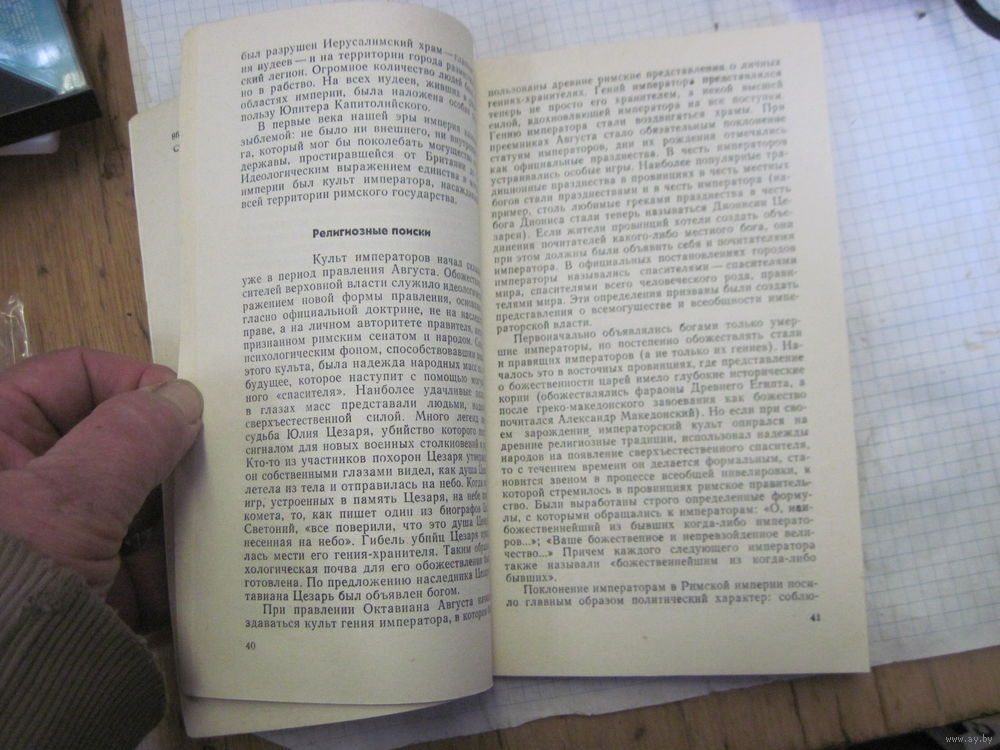 был разрушен Иерусалимский храм —
ня иудеев — и на территории города
ский легион. Огромное количество людей
но в рабство. На всех иудеев,
областях империи, была наложена
пользу Юпитера Капитолийского.
В первые века нашей эры империя
зыблемой: не было ни внешнего, ни
га, который мог бы поколебать могущество
державы, простиравшейся от Британии
Идеологическим выражением единства и
империи был культ императора,
всей территории римского государства.
Религиозные поиски
Культ императоров начал
уже в период правления Августа.
сителей верховной власти служило
ражением новой формы правления,
гласно официальной доктрине, не на
праве, а на личном авторитете правителя,
признанном римским сенатом и народом.
психологическим фоном, способствовавшим
этого культа, была надежда народных масс
будущее, которое наступит с помощью
ного «спасителя». Наиболее удачливые
в глазах масс представали людьми,
сверхъестественной силой. Много легенд
судьба Юлия Цезаря, убийство которого
сигналом для новых военных столкновений
Кто-то из участников похорон Цезаря
он собственными глазами видел, как душа
летела из тела и отправилась на небо. Когда
игр, устроенных в память Цезаря, на небе
комета, то, как пишет один из биографов
Светоний, «все поверили, что это душа
несенная на небо». Гибель убийц Цезаря
лась мести его гения-хранителя. Таким
хологическая почва для его обожествления
готовлена. По предложению наследника
тавиана Цезарь был объявлен богом.
При правлении Октавиана Августа
здаваться культ гения императора, в котором
40
пользованы древние римские представления о личных
гениях-хранителях. Гений императора представлялся
теперь не просто его хранителем, а некой высшей
силой, вдохновляющей императора на все поступки.
Гению императора стали воздвигаться храмы. При
преемниках Августа стало обязательным поклонение
статуям императоров, дни их рождения отмечались
как официальные празднества. В честь императоров
устраивались особые игры. Наиболее популярные тра-
диционные празднества в провинциях в честь местных
богов стали празднествами и в честь императора (на-
пример, столь любимые греками празднества в честь
бога Диониса стали теперь называться Дионисии Це-
зареи). Если жители провинций хотели создать объе-
динения почитателей какого-либо местного бога, они
при этом должны были объявить себя и почитателями
императора. В официальных постановлениях городов
императоры назывались спасителями — спасителями
мира, спасителями всего человеческого рода, прави-
телями мира. Эти определения призваны были создать
представления о всемогуществе и всеобщности импе-
раторской власти.
Первоначально объявлялись богами только умер-
шие императоры, но постепенно обожествлять стали
и правящих императоров (а не только их гениев). На-
чалось это в восточных провинциях, где представление
о божественности царей имело глубокие исторические
корни (обожествлялись фараоны Древнего Египта, а
после греко-македонского завоевания как божество
почитался Александр Македонский). Но если при сво-
ем зарождении императорский культ опирался на
древние религиозные традиции, использовал надежды
народов на появление сверхъестественного спасителя,
то с течением времени он делается формальным, ста-
новится звеном в процессе всеобщей нивелировки, к
которой стремилось в провинциях римское правитель-
ство. Были выработаны строго определенные форму-
лы, с которыми обращались к императорам: «О, наи-
божественнейший из бывших когда-либо императо-
ров...»; «Ваше божественное и непревзойденное вели-
чество...» Причем каждого следующего императора
также называли «божественнейшим из когда-либо
бывших».
Поклонение императорам в Римской империи носи-
ло главным образом политический характер: соблю-
41
www.ay.by